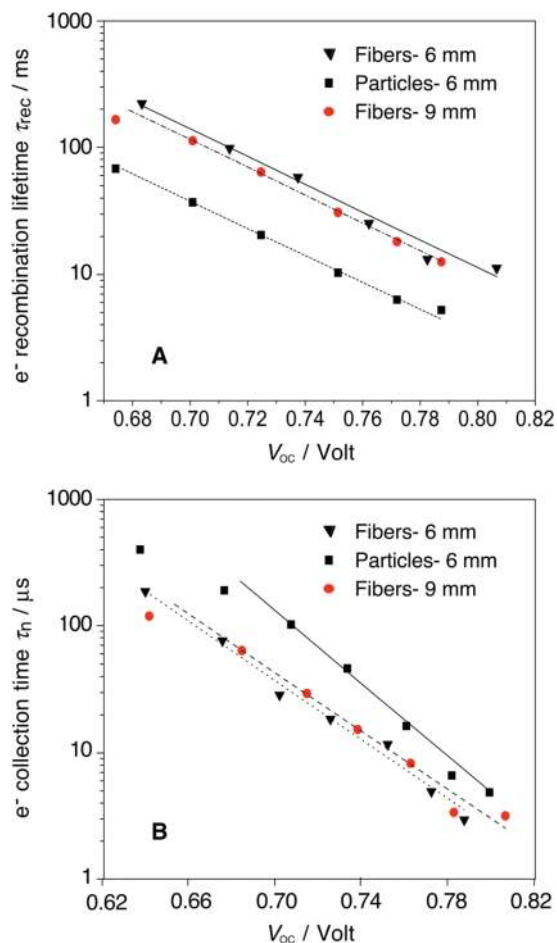 1000
Fibers- 6 mm
Particles- 6 mm
Fibers- 9 mm
100
10
1
e⁻ recombination lifetime τrec / ms
A
0.68 0.70 0.72 0.74 0.76 0.78 0.80 0.82
Voc / Volt
1000
Fibers- 6 mm
Particles- 6 mm
Fibers- 9 mm
100
10
1
e⁻ collection time τn / μs
B
0.62 0.66 0.70 0.74 0.78 0.82
Voc / Volt